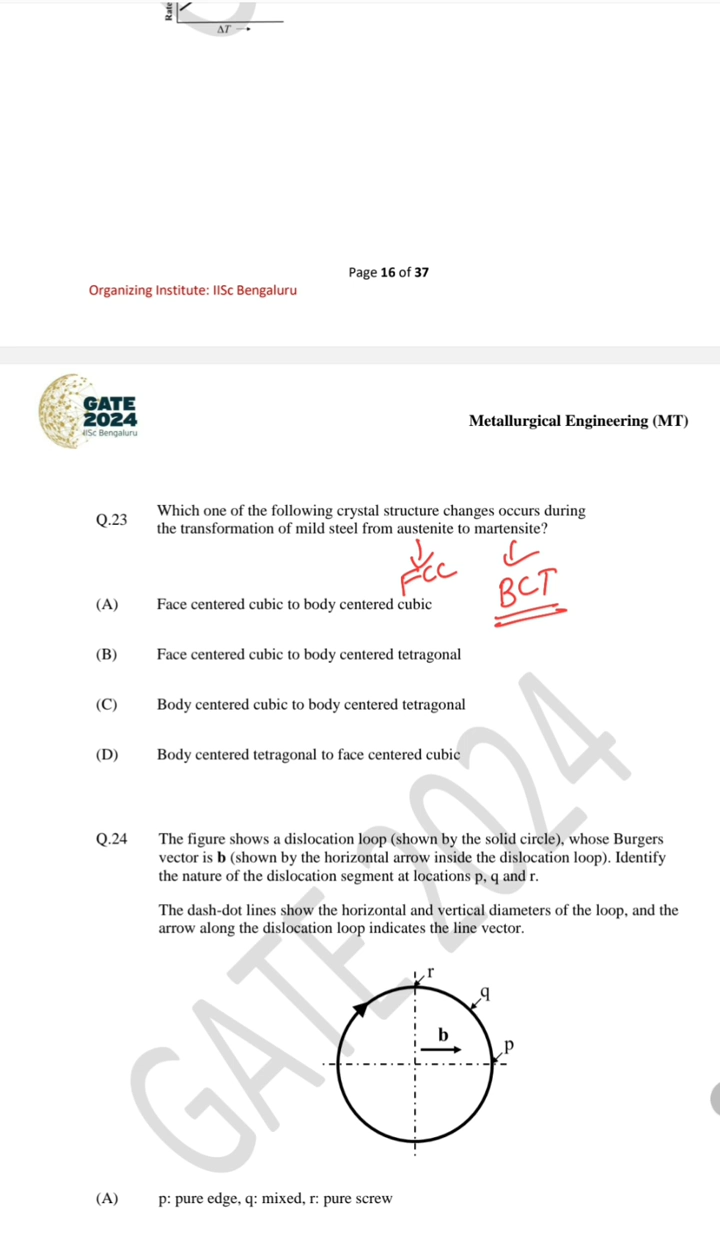 Rate
ΔT
Page 16 of 37
Organizing Institute: IISc Bengaluru
GATE
2024
IISc Bengaluru
Metallurgical Engineering (MT)
Q.23 Which one of the following crystal structure changes occurs during
the transformation of mild steel from austenite to martensite?
FCC BCT
(A) Face centered cubic to body centered cubic
(B) Face centered cubic to body centered tetragonal
(C) Body centered cubic to body centered tetragonal
(D) Body centered tetragonal to face centered cubic
Q.24 The figure shows a dislocation loop (shown by the solid circle), whose Burgers
vector is b (shown by the horizontal arrow inside the dislocation loop). Identify
the nature of the dislocation segment at locations p, q and r.
The dash-dot lines show the horizontal and vertical diameters of the loop, and the
arrow along the dislocation loop indicates the line vector.
r
q
b
p
(A) p: pure edge, q: mixed, r: pure screw
GATE 2024